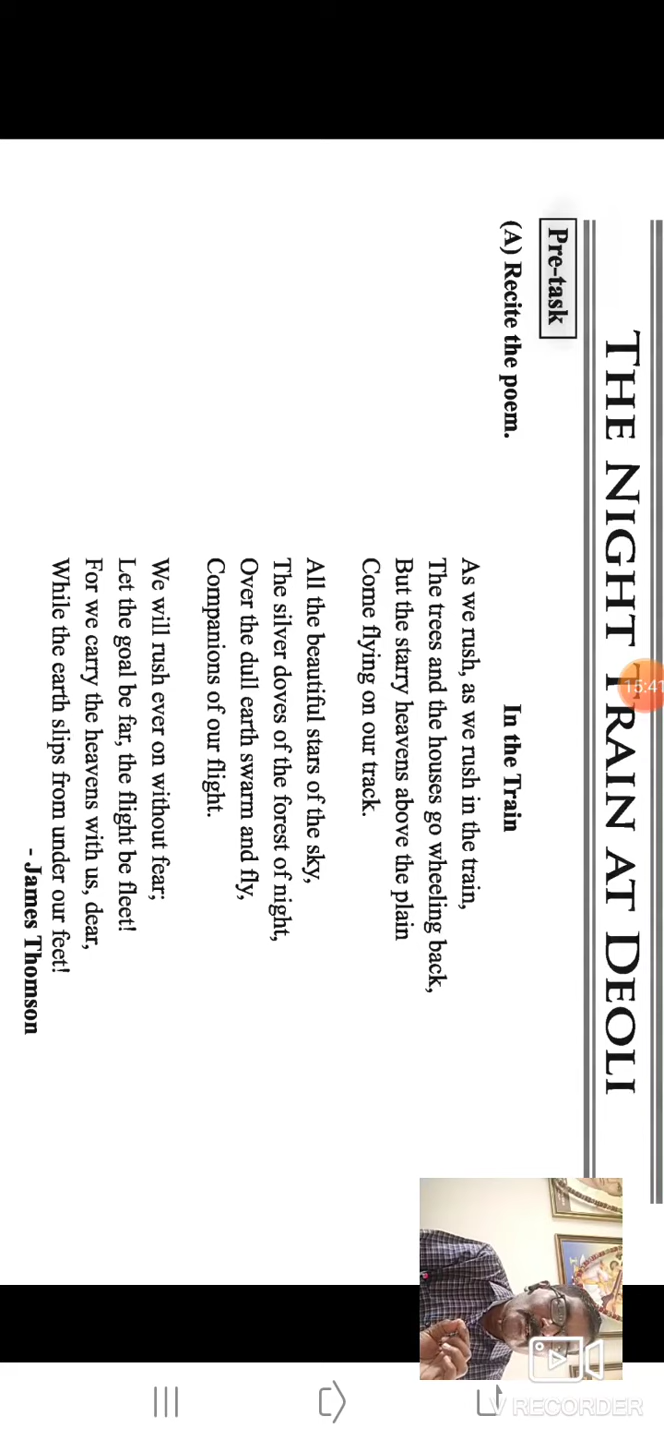 THE NIGHT TRAIN AT DEOLI
15:41
Pre-task
(A) Recite the poem.
In the Train
As we rush, as we rush in the train,
The trees and the houses go wheeling back,
But the starry heavens above the plain
Come flying on our track.
All the beautiful stars of the sky,
The silver doves of the forest of night,
Over the dull earth swarm and fly,
Companions of our flight.
We will rush ever on without fear;
Let the goal be far, the flight be fleet!
For we carry the heavens with us, dear,
While the earth slips from under our feet!
- James Thomson
V RECORDER